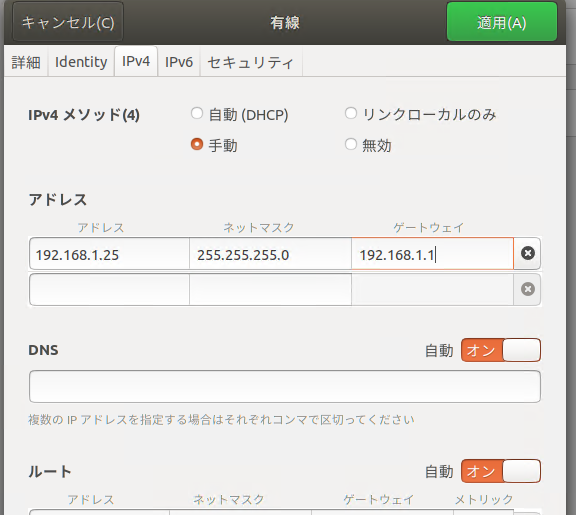 キャンセル(C) 有線 適用(A)
詳細 Identity IPv4 IPv6 セキュリティ
IPv4 メソッド(4) 自動 (DHCP) リンクローカルのみ
手動 無効
アドレス
アドレス ネットマスク ゲートウェイ
192.168.1.25 255.255.255.0 192.168.1.1
DNS 自動 オン
複数の IP アドレスを指定する場合はそれぞれコンマで区切ってください
ルート 自動 オン
アドレス ネットマスク ゲートウェイ メトリック